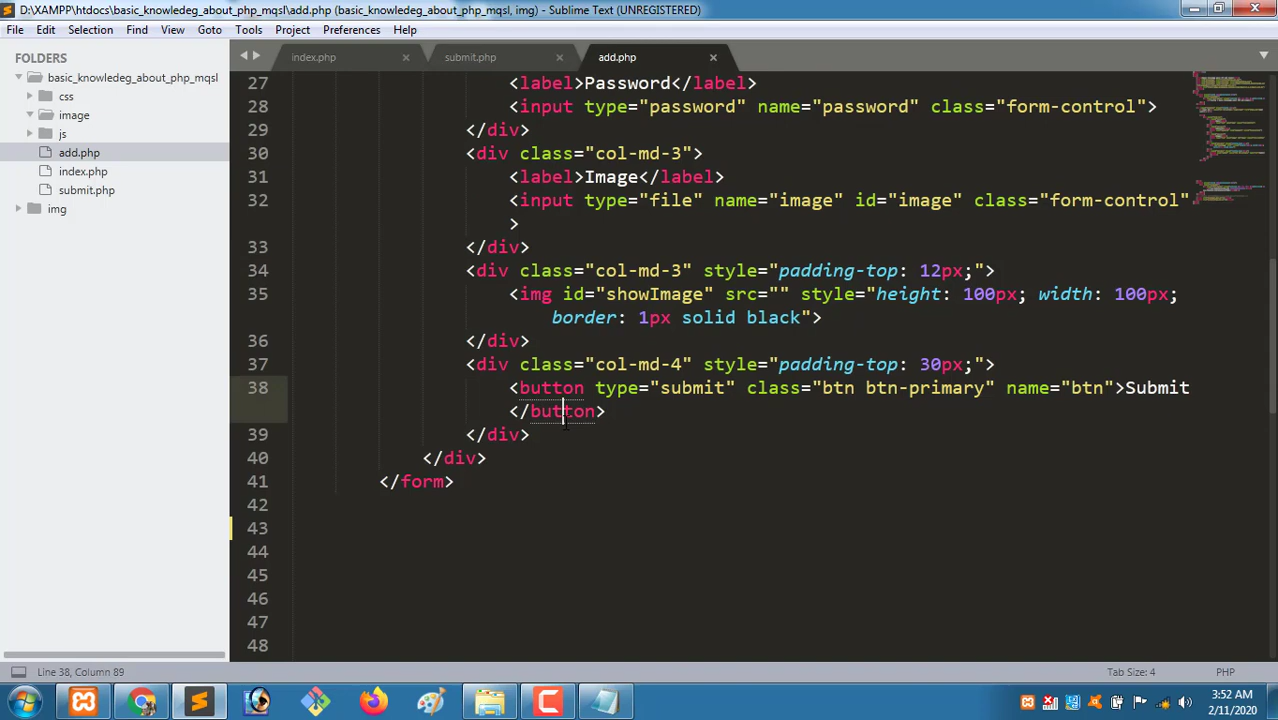 D:\XAMPP\htdocs\basic_knowledeg_about_php_mqsl\add.php (basic_knowledeg_about_php_mqsl, img) - Sublime Text (UNREGISTERED)
File Edit Selection Find View Goto Tools Project Preferences Help
FOLDERS
basic_knowledeg_about_php_mqsl
css
image
js
add.php
index.php
submit.php
img
index.php submit.php add.php
27 <label>Password</label>
28 <input type="password" name="password" class="form-control">
29 </div>
30 <div class="col-md-3">
31 <label>Image</label>
32 <input type="file" name="image" id="image" class="form-control"
>
33 </div>
34 <div class="col-md-3" style="padding-top: 12px;">
35 <img id="showImage" src="" style="height: 100px; width: 100px;
border: 1px solid black">
36 </div>
37 <div class="col-md-4" style="padding-top: 30px;">
38 <button type="submit" class="btn btn-primary" name="btn">Submit
</button>
39 </div>
40 </div>
41 </form>
42
43
44
45
46
47
48
Line 38, Column 89 Tab Size: 4 PHP
3:52 AM
2/11/2020